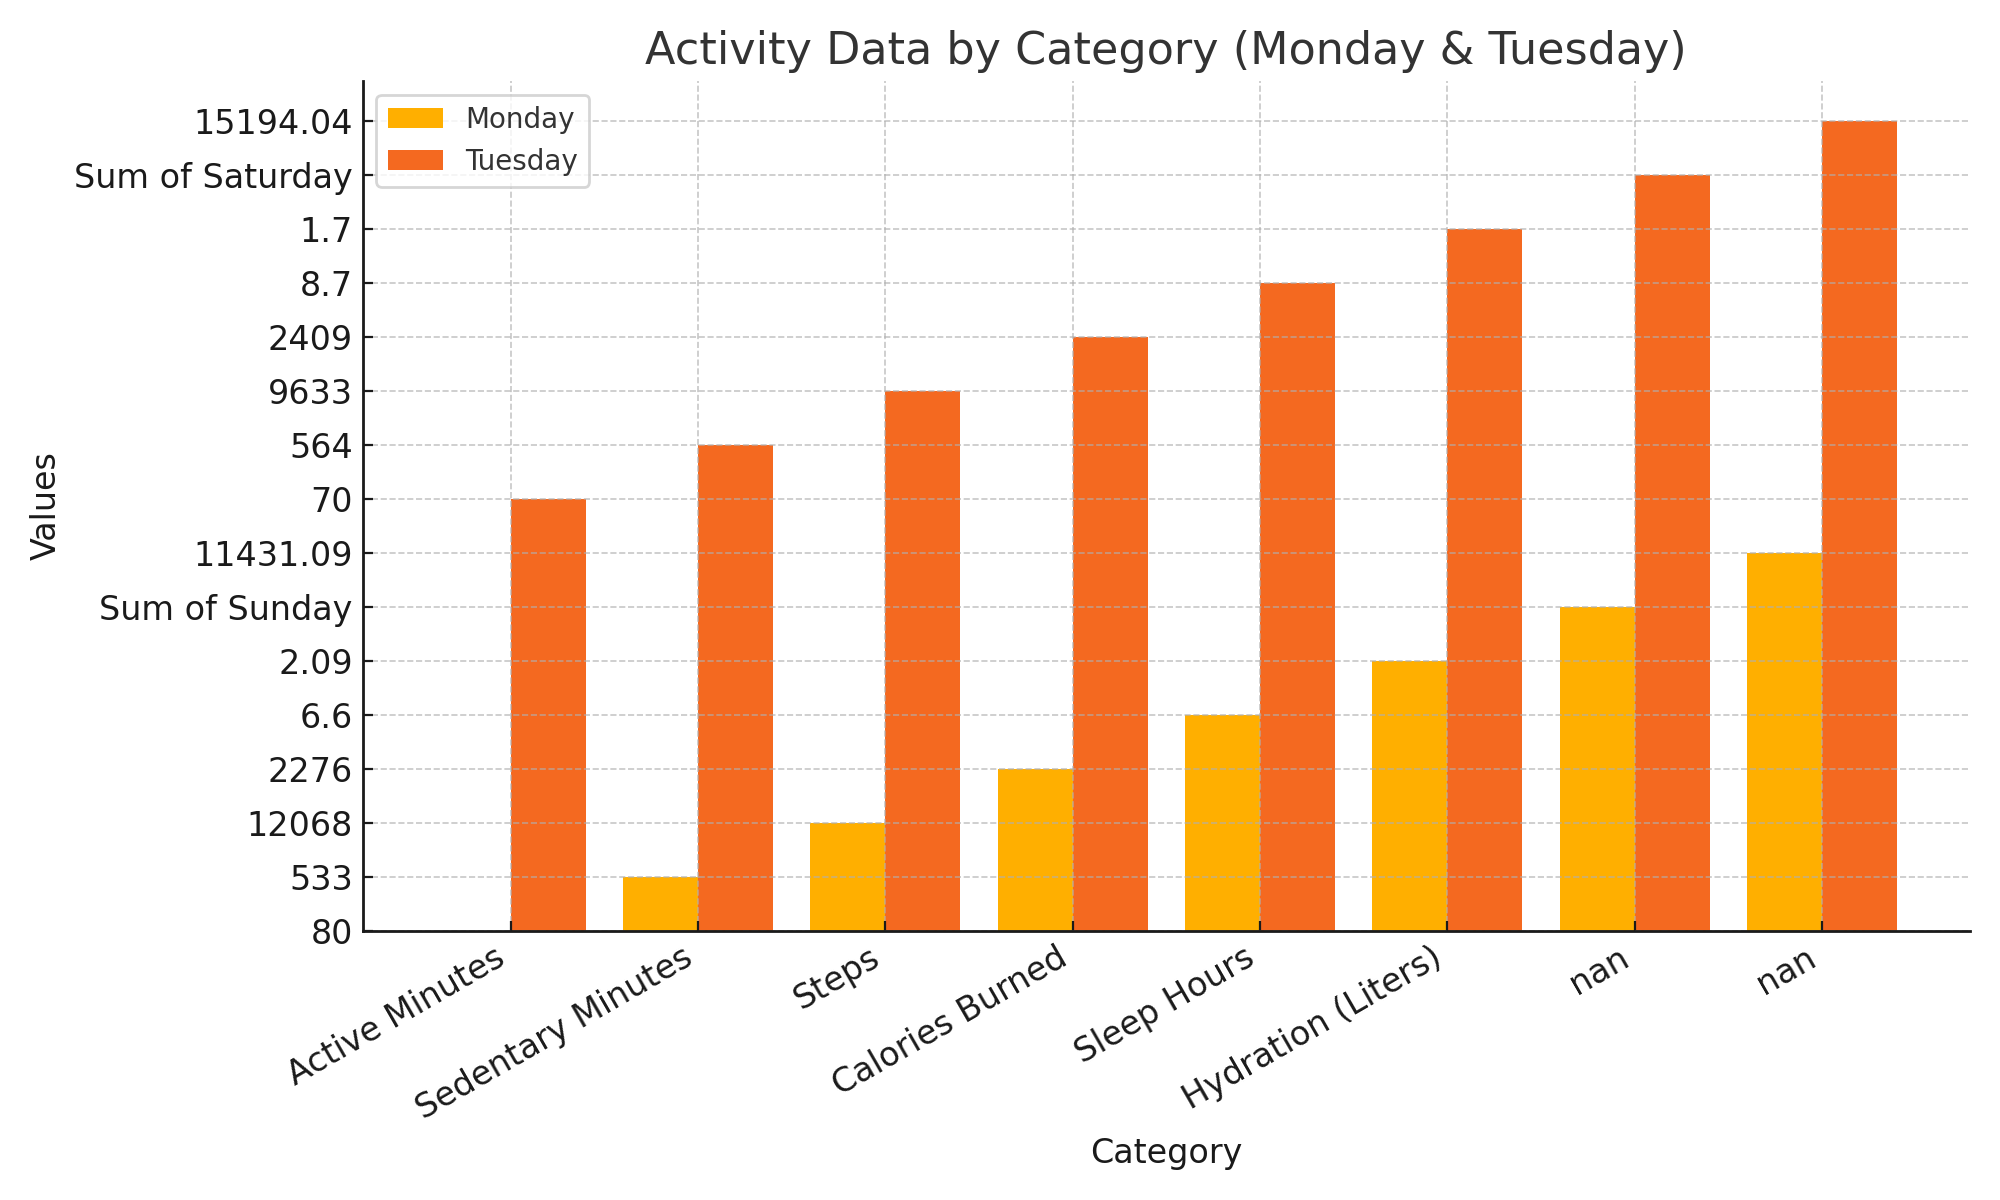 Activity Data by Category (Monday & Tuesday)
Monday
Tuesday
Values
15194.04
Sum of Saturday
1.7
8.7
2409
9633
564
70
11431.09
Sum of Sunday
2.09
6.6
2276
12068
533
80
Active Minutes
Sedentary Minutes
Steps
Calories Burned
Sleep Hours
Hydration (Liters)
nan
nan
Category